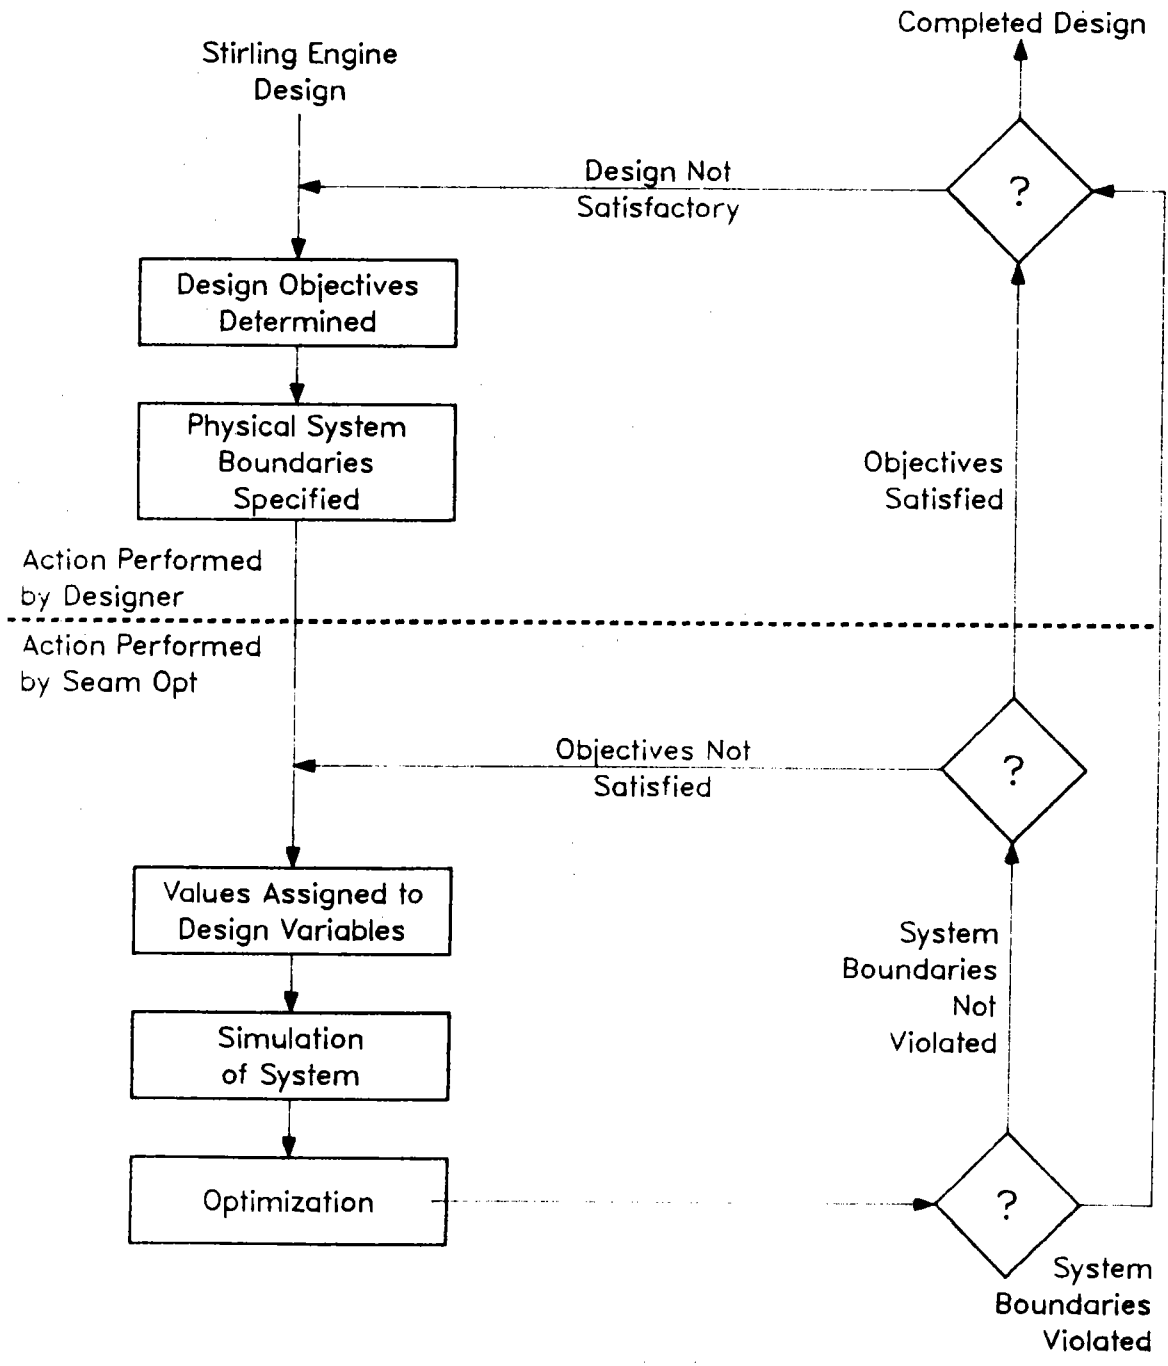 Completed Design
Stirling Engine
Design
?
Design Not
Satisfactory
Design Objectives
Determined
Physical System
Boundaries
Specified
Objectives
Satisfied
Action Performed
by Designer
Action Performed
by Seam Opt
?
Objectives Not
Satisfied
Values Assigned to
Design Variables
System
Boundaries
Not
Violated
Simulation
of System
Optimization
?
System
Boundaries
Violated